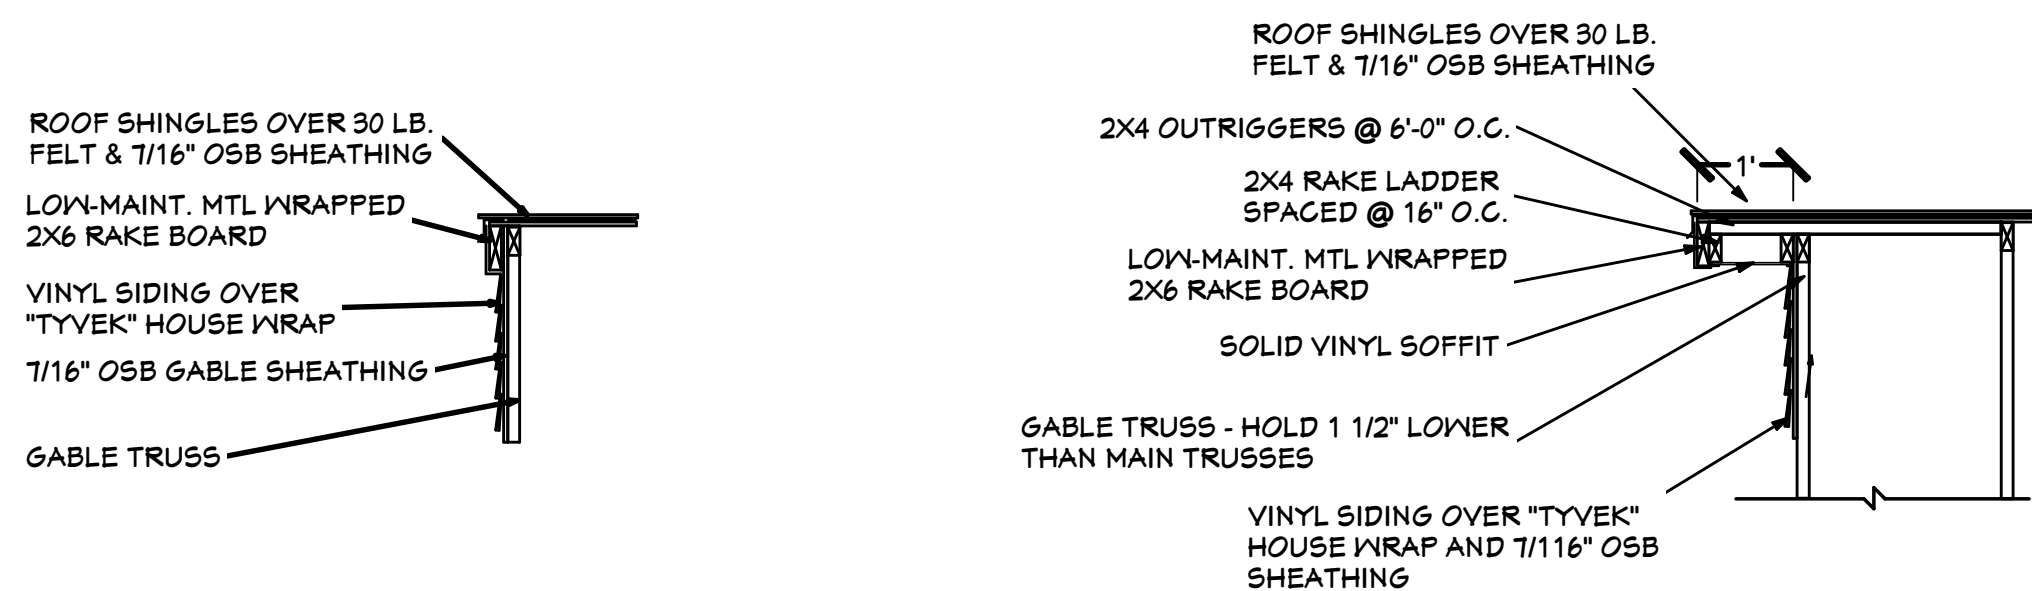 ROOF SHINGLES OVER 30 LB.
FELT & 7/16" OSB SHEATHING
LOW-MAINT. MTL WRAPPED
2X6 RAKE BOARD
VINYL SIDING OVER
"TYVEK" HOUSE WRAP
7/16" OSB GABLE SHEATHING
GABLE TRUSS
ROOF SHINGLES OVER 30 LB.
FELT & 7/16" OSB SHEATHING
2X4 OUTRIGGERS @ 6'-0" O.C.
1'
2X4 RAKE LADDER
SPACED @ 16" O.C.
LOW-MAINT. MTL WRAPPED
2X6 RAKE BOARD
SOLID VINYL SOFFIT
GABLE TRUSS - HOLD 1 1/2" LOWER
THAN MAIN TRUSSES
VINYL SIDING OVER "TYVEK"
HOUSE WRAP AND 7/116" OSB
SHEATHING